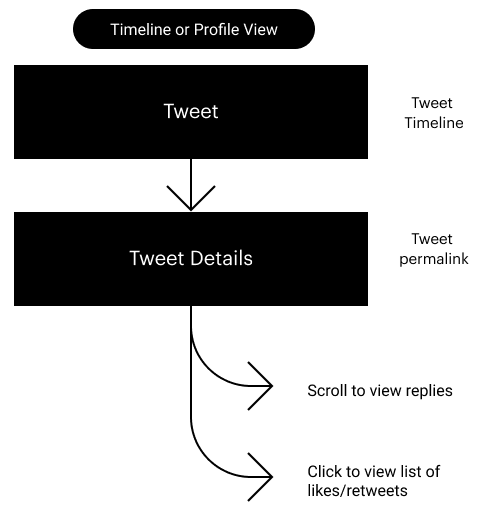 Timeline or Profile View
Tweet
Tweet
Timeline
Tweet Details
Tweet
permalink
Scroll to view replies
Click to view list of
likes/retweets